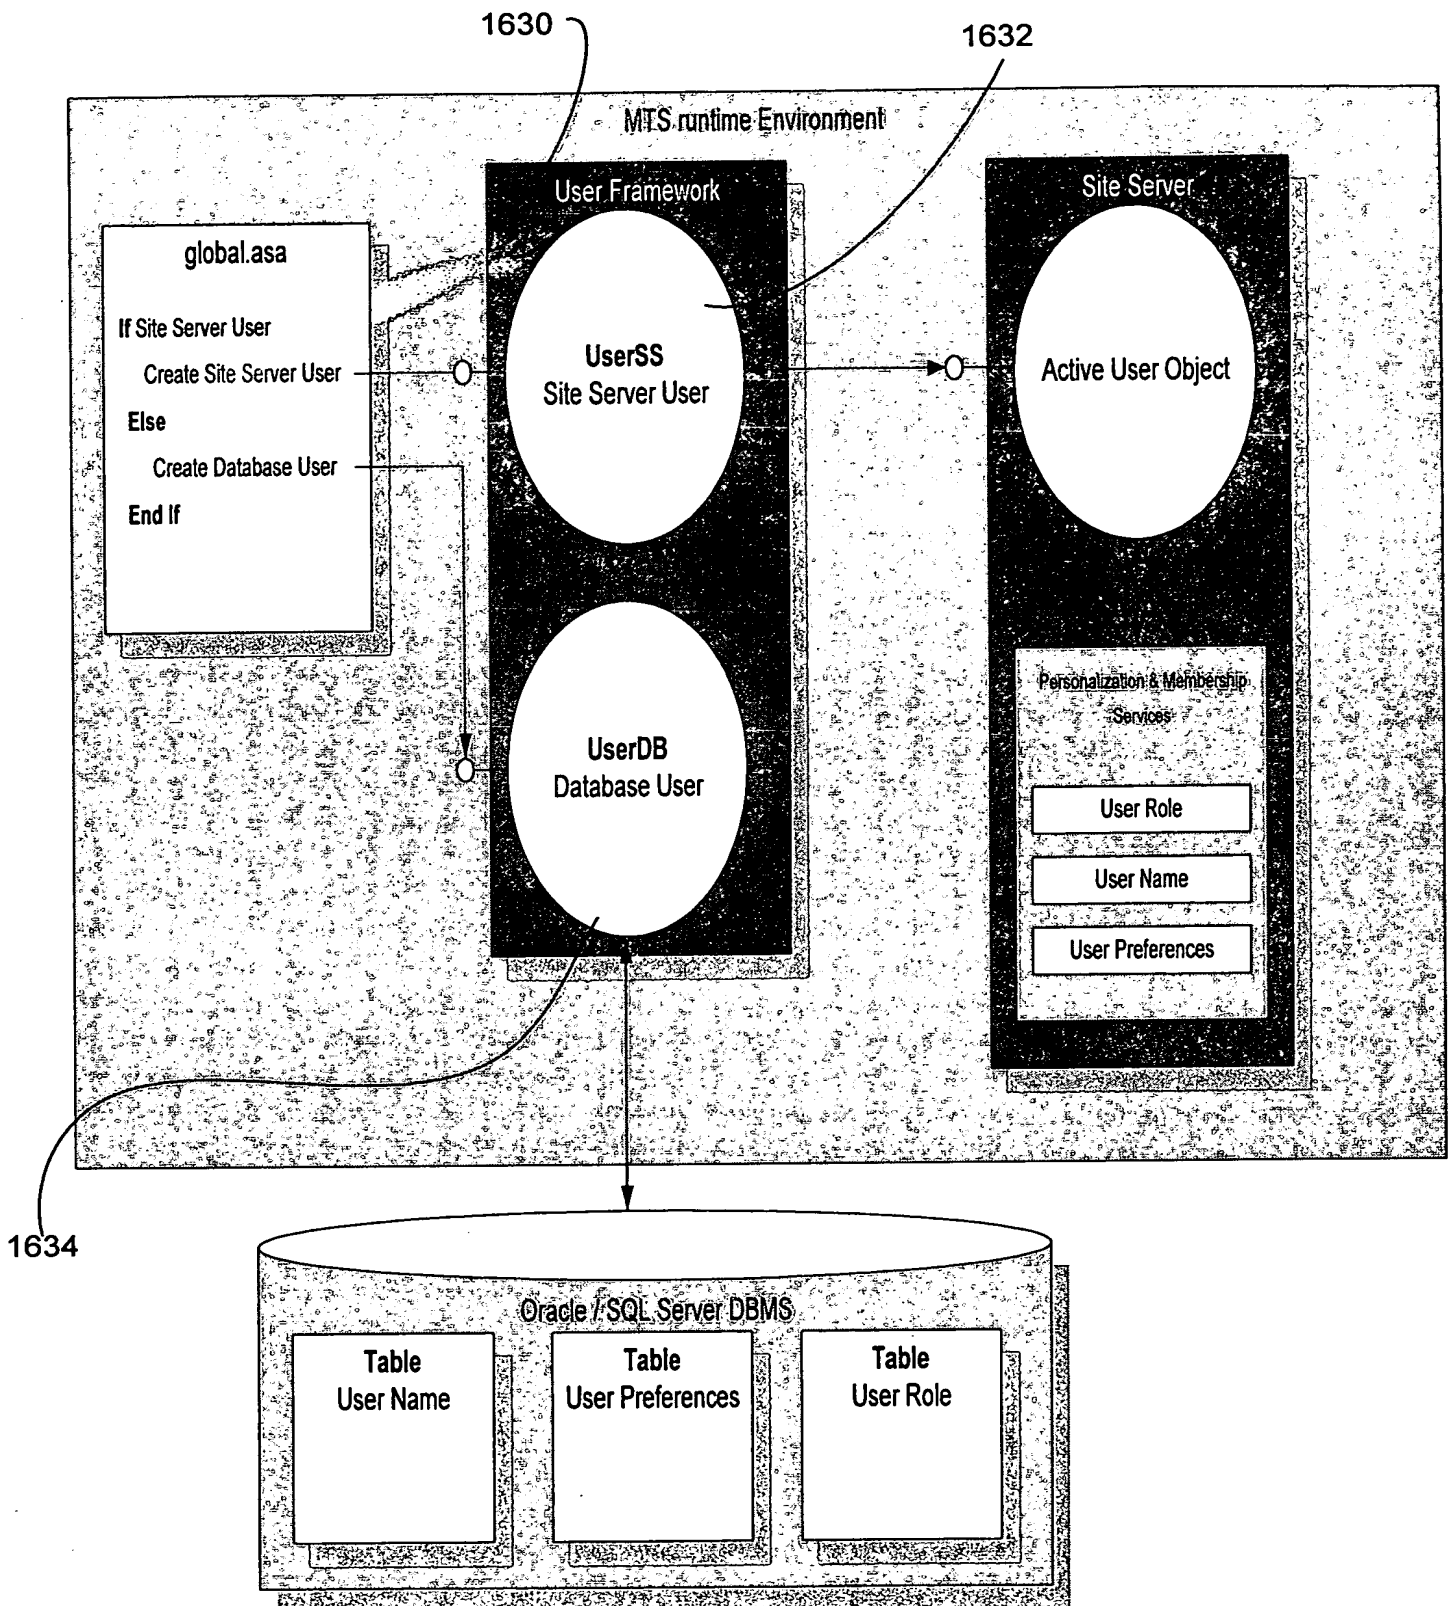 1630
1632
MTS runtime Environment
User Framework
Site Server
global.asa
If Site Server User
Create Site Server User
Else
Create Database User
End If
UserSS
Site Server User
Active User Object
UserDB
Database User
Personalization & Membership
Services
User Role
User Name
User Preferences
1634
Oracle / SQL Server DBMS
Table
User Name
Table
User Preferences
Table
User Role